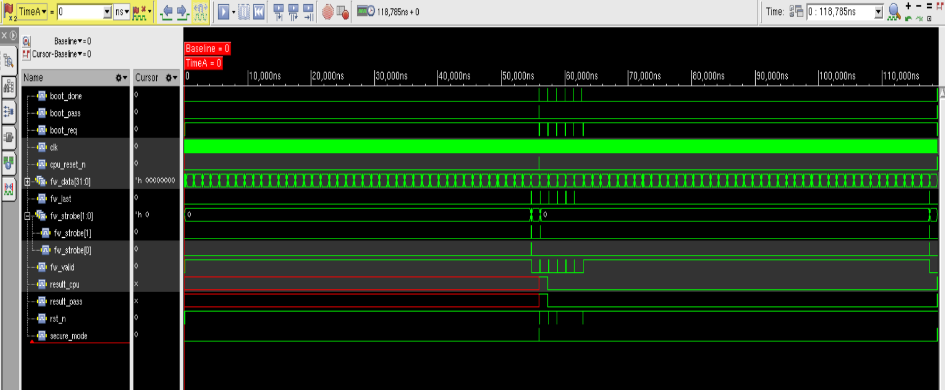 TimeA = 0 ns x2 118,785ns + 0 Time: 0 : 118,785ns
Baseline = 0
Cursor-Baseline = 0
Baseline = 0
TimeA = 0
Name Cursor 0 10,000ns 20,000ns 30,000ns 40,000ns 50,000ns 60,000ns 70,000ns 80,000ns 90,000ns 100,000ns 110,000ns
boot_done 0
boot_pass 0
boot_req 0
clk 0
cpu_reset_n 0
fw_data[31:0] 'h 00000000
fw_last 0
fw_strobe[1:0] 'h 0 0 0
fw_strobe[1] 0
fw_strobe[0] 0
fw_valid 0
result_cpu x
result_pass x
rst_n 0
secure_mode 0